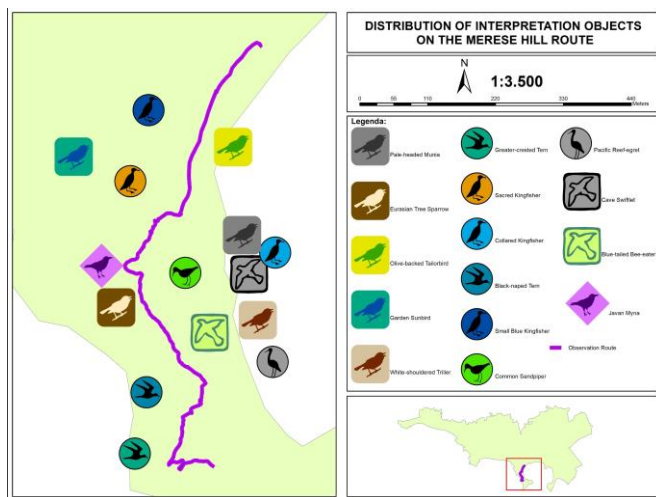 DISTRIBUTION OF INTERPRETATION OBJECTS
ON THE MERESE HILL ROUTE
N
1:3.500
0 55 110 220 330 440
Meters
Legenda:
Pale-headed Munia
Greater-crested Tern
Pacific Reef-egret
Eurasian Tree Sparrow
Sacred Kingfisher
Cave Swiftlet
Olive-backed Tailorbird
Collared Kingfisher
Blue-tailed Bee-eater
Garden Sunbird
Black-naped Tern
Javan Myna
Small Blue Kingfisher
Observation Route
White-shouldered Triller
Common Sandpiper